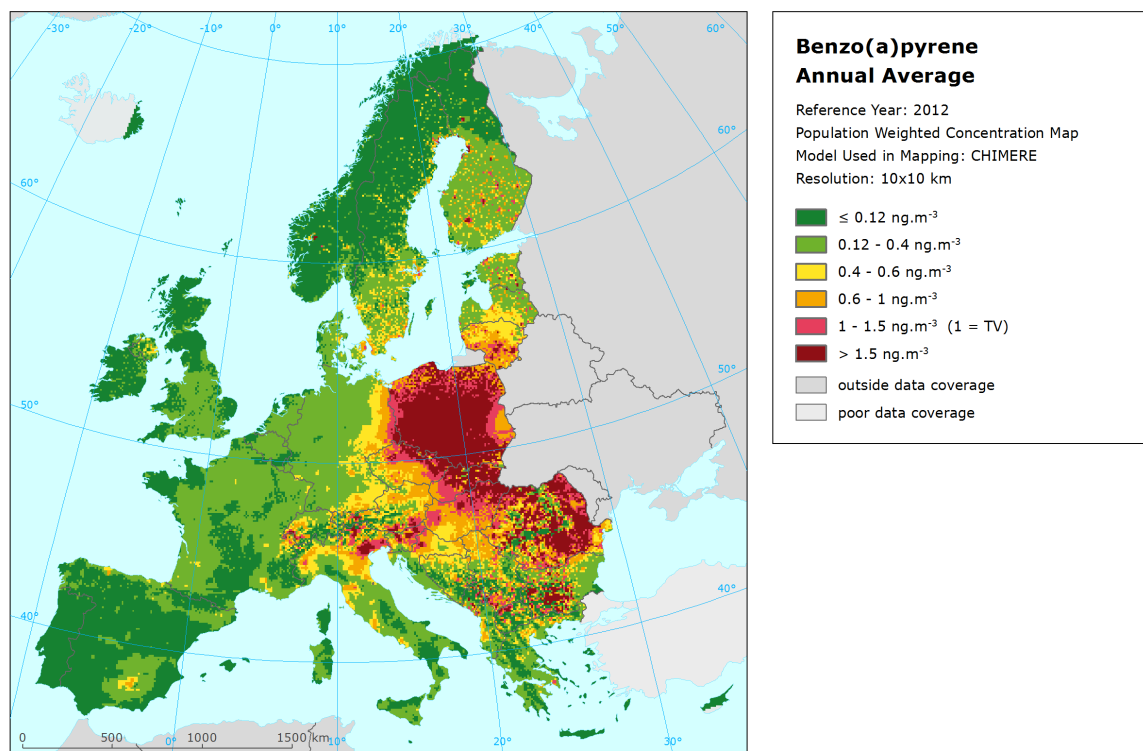 -30° -20° -10° 0° 10° 20° 30° 40° 50° 60°
60°
50°
40°
60°
50°
40°
0° 10° 20° 30°
0 500 1000 1500 km
Benzo(a)pyrene
Annual Average
Reference Year: 2012
Population Weighted Concentration Map
Model Used in Mapping: CHIMERE
Resolution: 10x10 km
≤ 0.12 ng.m⁻³
0.12 - 0.4 ng.m⁻³
0.4 - 0.6 ng.m⁻³
0.6 - 1 ng.m⁻³
1 - 1.5 ng.m⁻³ (1 = TV)
> 1.5 ng.m⁻³
outside data coverage
poor data coverage